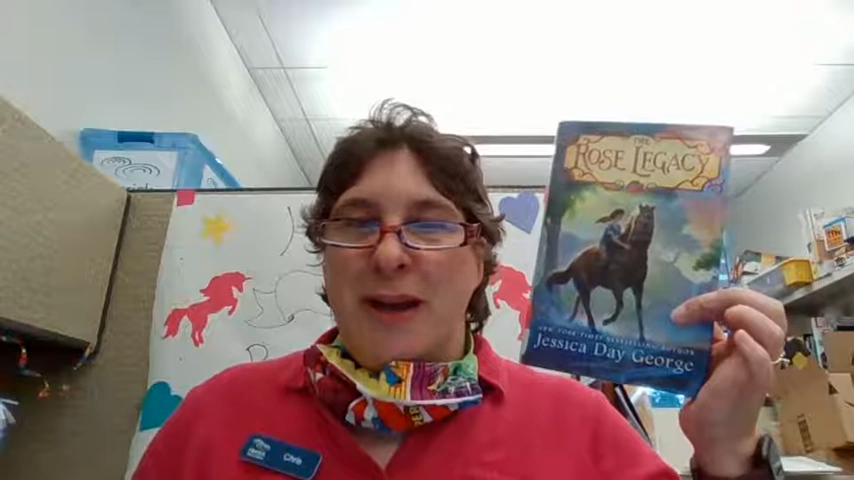 THE
ROSE LEGACY
NEW YORK TIMES BESTSELLING AUTHOR
Jessica Day George
Chris